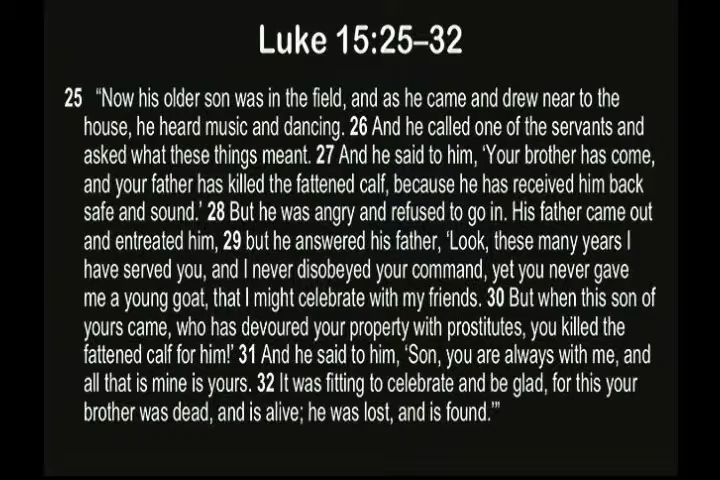 Luke 15:25–32
25 “Now his older son was in the field, and as he came and drew near to the
house, he heard music and dancing. 26 And he called one of the servants and
asked what these things meant. 27 And he said to him, ‘Your brother has come,
and your father has killed the fattened calf, because he has received him back
safe and sound.’ 28 But he was angry and refused to go in. His father came out
and entreated him, 29 but he answered his father, ‘Look, these many years I
have served you, and I never disobeyed your command, yet you never gave
me a young goat, that I might celebrate with my friends. 30 But when this son of
yours came, who has devoured your property with prostitutes, you killed the
fattened calf for him!’ 31 And he said to him, ‘Son, you are always with me, and
all that is mine is yours. 32 It was fitting to celebrate and be glad, for this your
brother was dead, and is alive; he was lost, and is found.’”